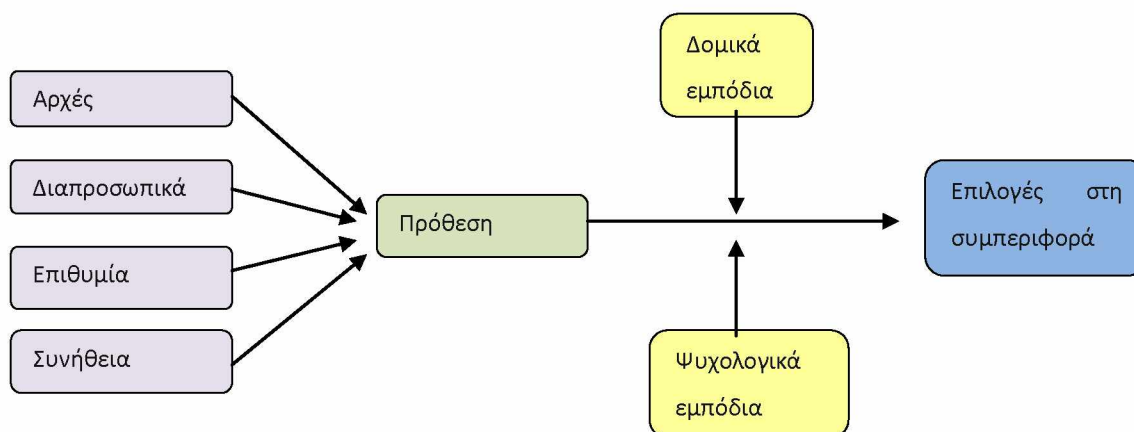 Δομικά
εμπόδια
Αρχές
Διαπροσωπικά
Επιθυμία
Συνήθεια
Πρόθεση
Επιλογές στη
συμπεριφορά
Ψυχολογικά
εμπόδια